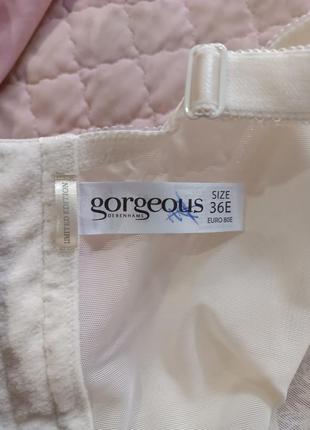 LIMITED EDITION
gorgeous
DEBENHAMS
SIZE
36E
EURO 80E